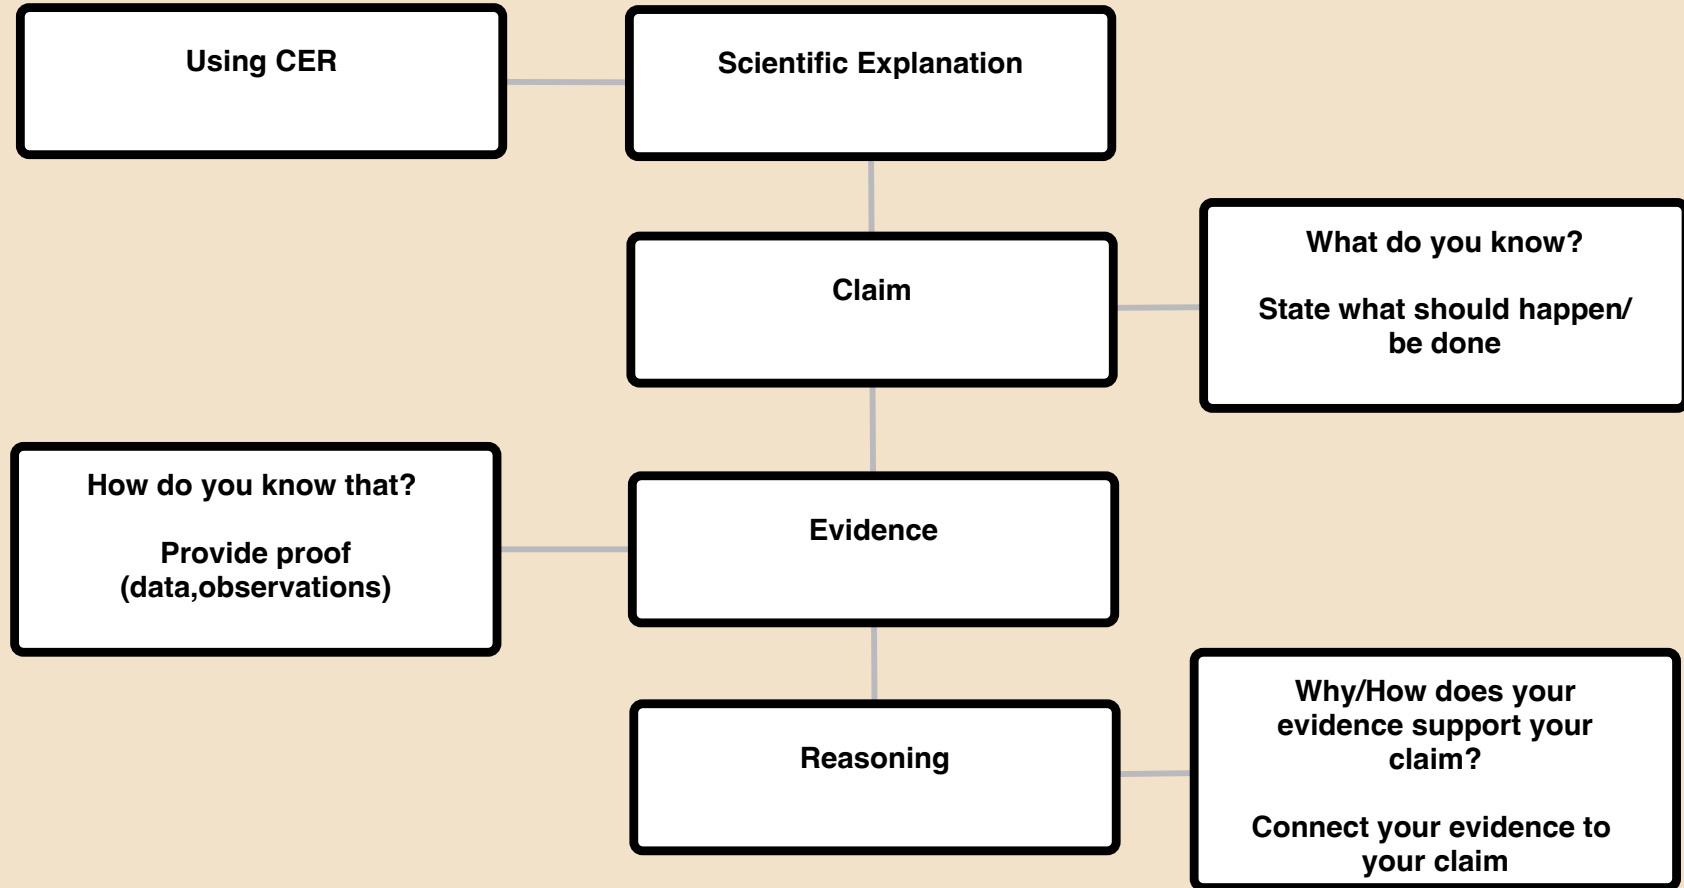 Using CER
Scientific Explanation
Claim
What do you know?
State what should happen/
be done
How do you know that?
Provide proof
(data,observations)
Evidence
Reasoning
Why/How does your
evidence support your
claim?
Connect your evidence to
your claim